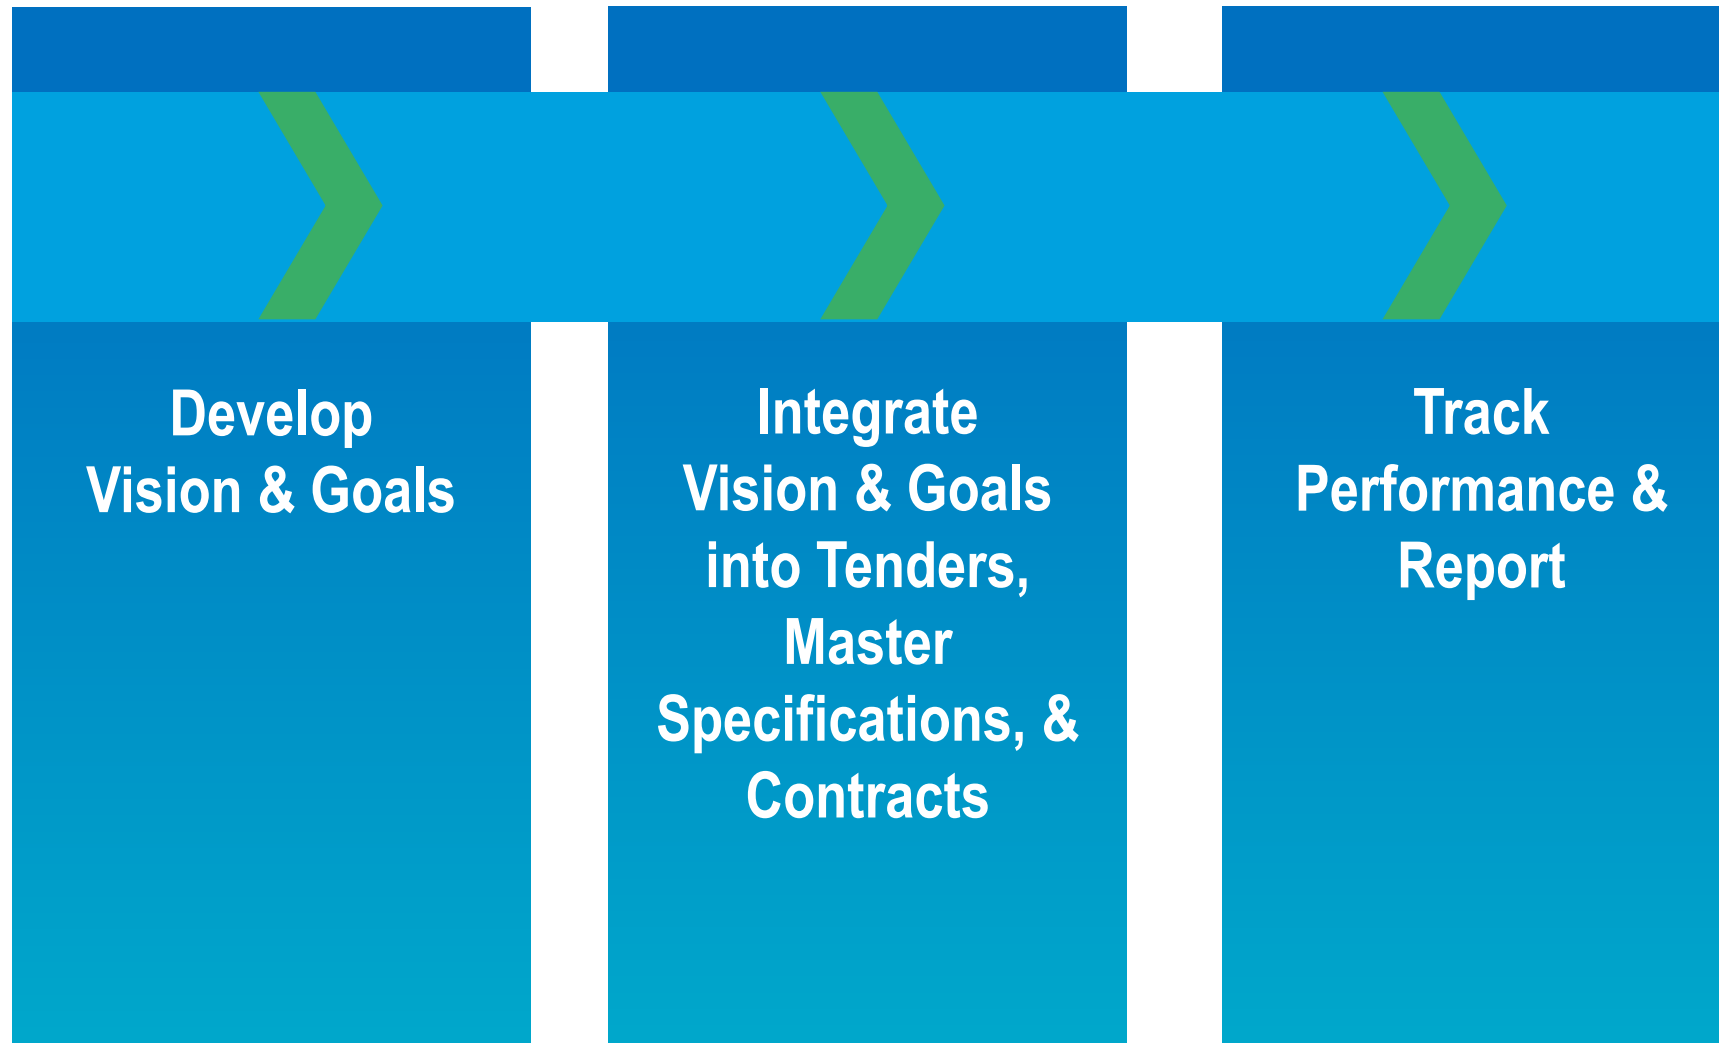 Develop
Vision & Goals
Integrate
Vision & Goals
into Tenders,
Master
Specifications, &
Contracts
Track
Performance &
Report